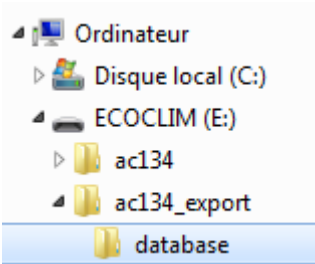 Ordinateur
Disque local (C:)
ECOCLIM (E:)
ac134
ac134_export
database